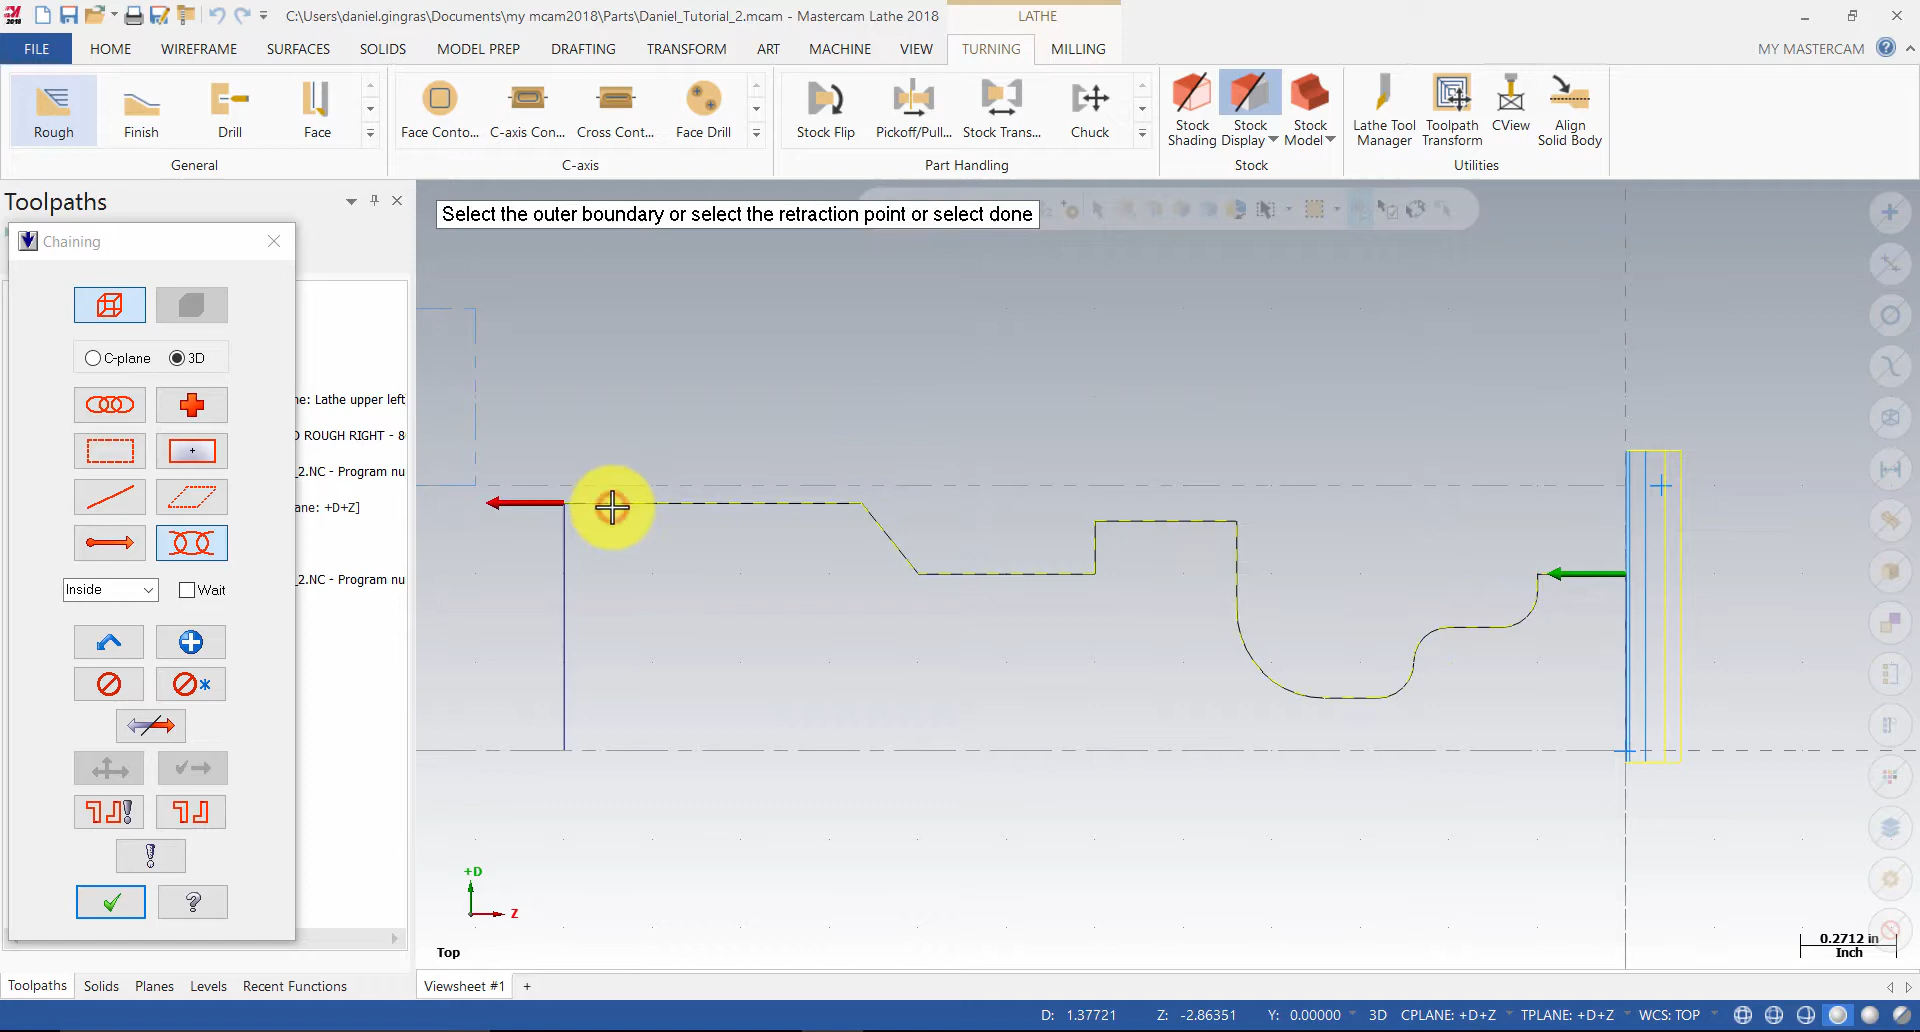 C:\Users\daniel.gingras\Documents\my mcam2018\Parts\Daniel_Tutorial_2.mcam - Mastercam Lathe 2018
LATHE
FILE HOME WIREFRAME SURFACES SOLIDS MODEL PREP DRAFTING TRANSFORM ART MACHINE VIEW TURNING MILLING MY MASTERCAM
Rough Finish Drill Face
General
Face Conto... C-axis Con... Cross Cont... Face Drill
C-axis
Stock Flip Pickoff/Pull... Stock Trans... Chuck
Part Handling
Stock Shading Stock Display Stock Model
Stock
Lathe Tool Manager Toolpath Transform CView Align Solid Body
Utilities
Toolpaths
Select the outer boundary or select the retraction point or select done
Chaining
C-plane 3D
Inside Wait
ne: Lathe upper left
D ROUGH RIGHT - 8
_2.NC - Program nu
ane: +D+Z]
_2.NC - Program nu
+D
Z
Top
0.2712 in
Inch
Toolpaths Solids Planes Levels Recent Functions
Viewsheet #1 +
D: 1.37721 Z: -2.86351 Y: 0.00000 3D CPLANE: +D+Z TPLANE: +D+Z WCS: TOP